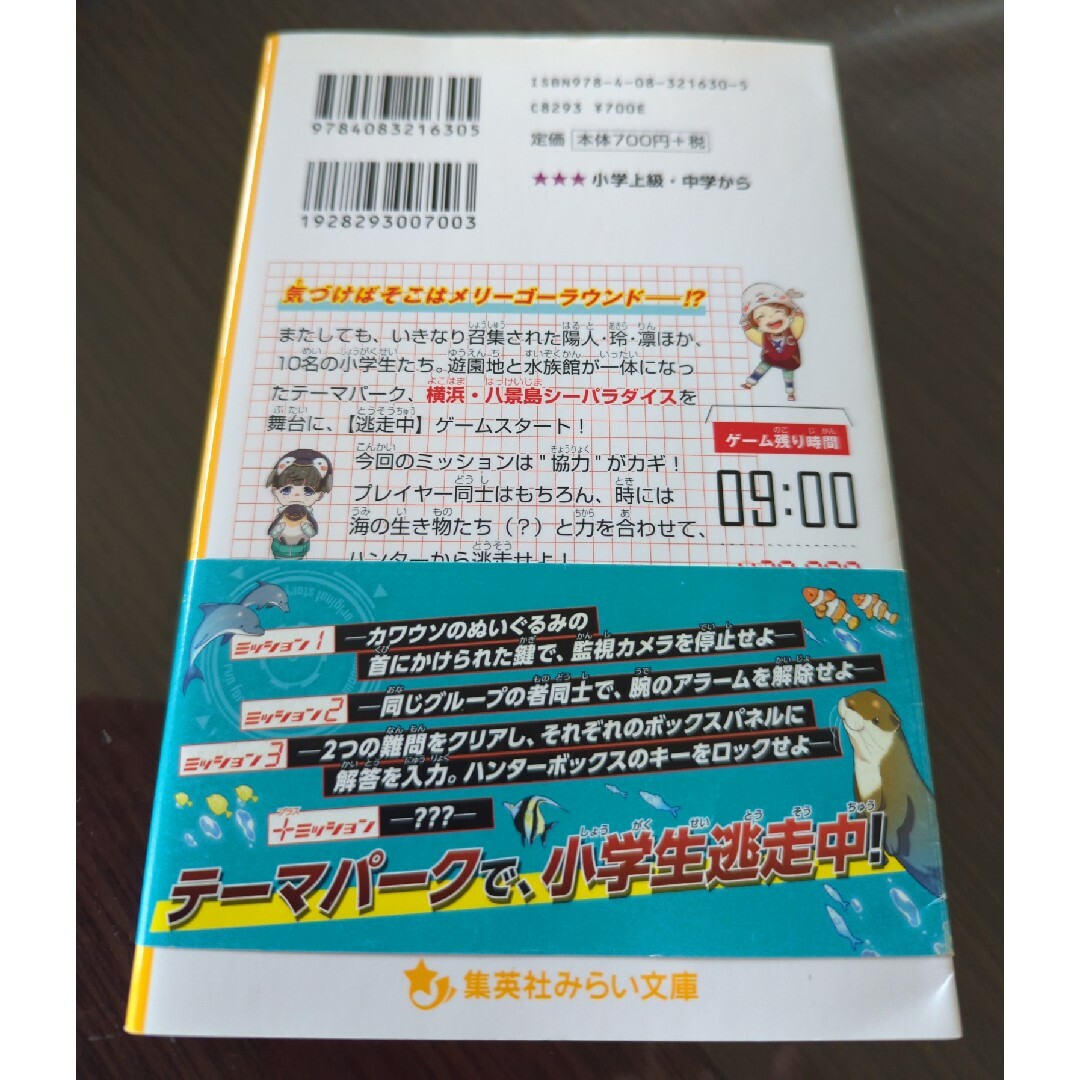 ISBN978-4-08-321630-5
C8293 ¥700E
9784083216305
定価 本体700円+税
★★★小学上級・中学から
1928293007003
気づけばそこはメリーゴーラウンド――!?
またしても、いきなり召集された陽人・玲・凛ほか、
10名の小学生たち。遊園地と水族館が一体になっ
たテーマパーク、横浜・八景島シーパラダイスを
舞台に、【逃走中】ゲームスタート!
今回のミッションは"協力"がカギ!
プレイヤー同士はもちろん、時には
海の生き物たち(?)と力を合わせて、
ハンターから逃走せよ!
ゲーム残り時間
09:00
original story
ミッション1 ―カワウソのぬいぐるみの
首にかけられた鍵で、監視カメラを停止せよ―
ミッション2 ―同じグループの者同士で、腕のアラームを解除せよ―
ミッション3 ―2つの難問をクリアし、それぞれのボックスパネルに
解答を入力。ハンターボックスのキーをロックせよ―
+ミッション ―???―
テーマパークで、小学生逃走中!
集英社みらい文庫